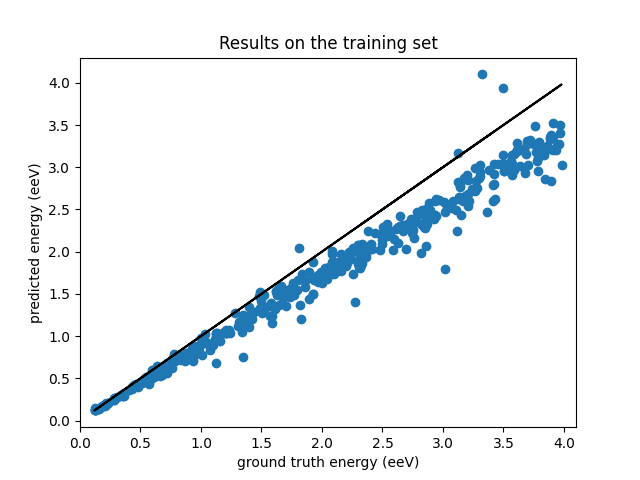 Results on the training set
predicted energy (eeV)
4.0
3.5
3.0
2.5
2.0
1.5
1.0
0.5
0.0
0.0 0.5 1.0 1.5 2.0 2.5 3.0 3.5 4.0
ground truth energy (eeV)